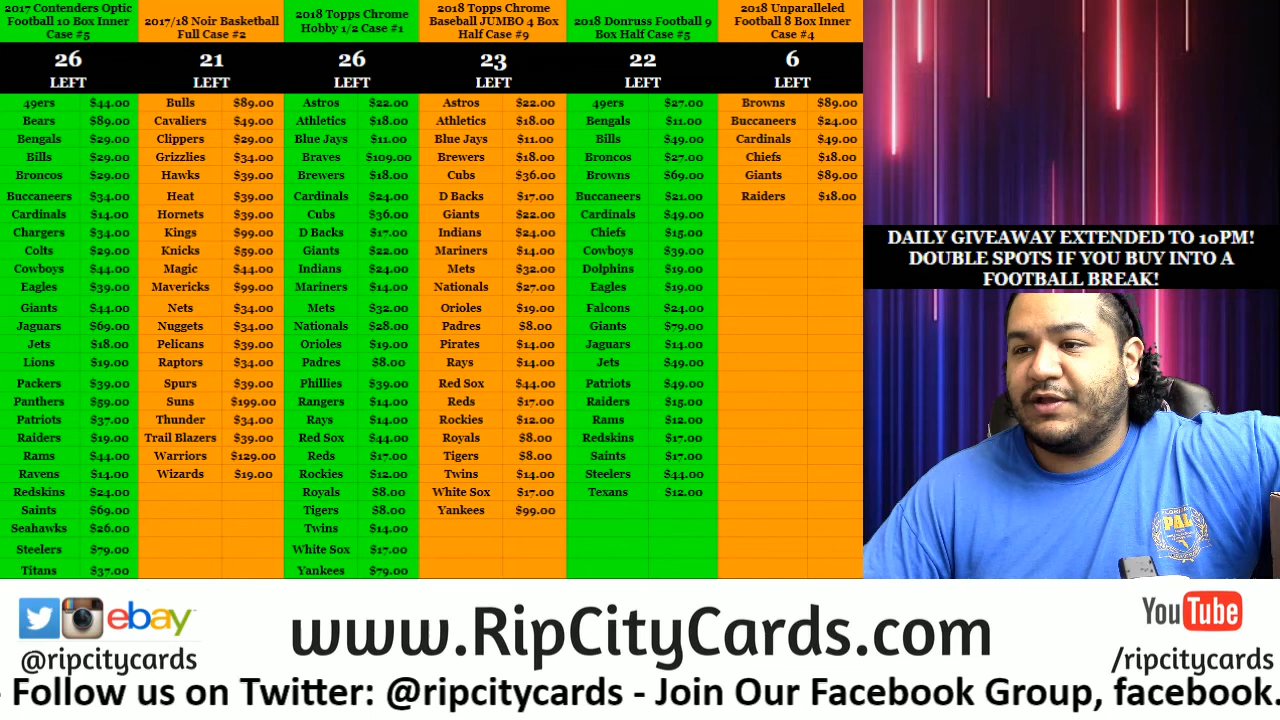 2017 Contenders Optic
Football 10 Box Inner
Case #5
26
LEFT
49ers $44.00
Bears $89.00
Bengals $29.00
Bills $29.00
Broncos $29.00
Buccaneers $34.00
Cardinals $14.00
Chargers $34.00
Colts $29.00
Cowboys $44.00
Eagles $39.00
Giants $44.00
Jaguars $69.00
Jets $18.00
Lions $19.00
Packers $39.00
Panthers $59.00
Patriots $37.00
Raiders $19.00
Rams $44.00
Ravens $14.00
Redskins $24.00
Saints $69.00
Seahawks $26.00
Steelers $79.00
Titans $37.00
2017/18 Noir Basketball
Full Case #2
21
LEFT
Bulls $89.00
Cavaliers $49.00
Clippers $29.00
Grizzlies $34.00
Hawks $39.00
Heat $39.00
Hornets $39.00
Kings $99.00
Knicks $59.00
Magic $44.00
Mavericks $99.00
Nets $34.00
Nuggets $34.00
Pelicans $39.00
Raptors $34.00
Spurs $39.00
Suns $199.00
Thunder $34.00
Trail Blazers $39.00
Warriors $129.00
Wizards $19.00
2018 Topps Chrome
Hobby 1/2 Case #1
26
LEFT
Astros $22.00
Athletics $18.00
Blue Jays $11.00
Braves $109.00
Brewers $18.00
Cardinals $24.00
Cubs $36.00
D Backs $17.00
Giants $22.00
Indians $24.00
Mariners $14.00
Mets $32.00
Nationals $28.00
Orioles $19.00
Padres $8.00
Phillies $39.00
Rangers $14.00
Rays $14.00
Red Sox $44.00
Reds $17.00
Rockies $12.00
Royals $8.00
Tigers $8.00
Twins $14.00
White Sox $17.00
Yankees $79.00
2018 Topps Chrome
Baseball JUMBO 4 Box
Half Case #9
23
LEFT
Astros $22.00
Athletics $18.00
Blue Jays $11.00
Brewers $18.00
Cubs $36.00
D Backs $17.00
Giants $22.00
Indians $24.00
Mariners $14.00
Mets $32.00
Nationals $27.00
Orioles $19.00
Padres $8.00
Pirates $14.00
Rays $14.00
Red Sox $44.00
Reds $17.00
Rockies $12.00
Royals $8.00
Tigers $8.00
Twins $14.00
White Sox $17.00
Yankees $99.00
2018 Donruss Football 9
Box Half Case #5
22
LEFT
49ers $27.00
Bengals $11.00
Bills $49.00
Broncos $27.00
Browns $69.00
Buccaneers $21.00
Cardinals $49.00
Chiefs $15.00
Cowboys $39.00
Dolphins $19.00
Eagles $19.00
Falcons $24.00
Giants $79.00
Jaguars $14.00
Jets $49.00
Patriots $49.00
Raiders $15.00
Rams $12.00
Redskins $17.00
Saints $17.00
Steelers $44.00
Texans $12.00
2018 Unparalleled
Football 8 Box Inner
Case #4
6
LEFT
Browns $89.00
Buccaneers $24.00
Cardinals $49.00
Chiefs $18.00
Giants $89.00
Raiders $18.00
DAILY GIVEAWAY EXTENDED TO 10PM!
DOUBLE SPOTS IF YOU BUY INTO A
FOOTBALL BREAK!
PAL
ebay
@ripcitycards
www.RipCityCards.com
YouTube
/ripcitycards
Follow us on Twitter: @ripcitycards - Join Our Facebook Group, facebook.